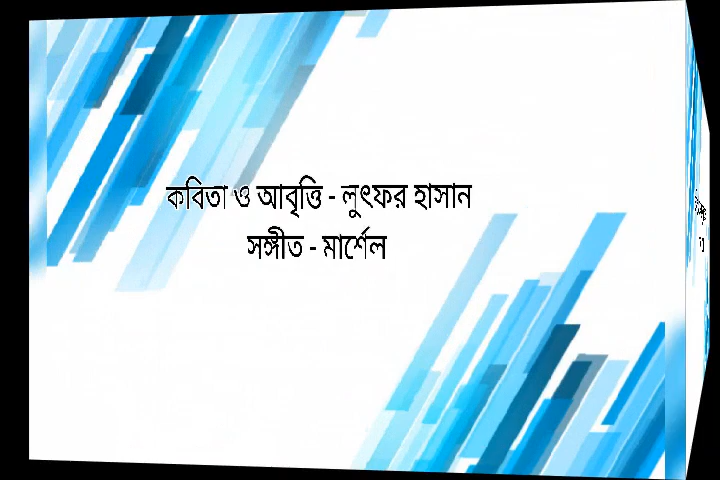 কবিতা ও আবৃত্তি - লুৎফর হাসান
সঙ্গীত - মার্শেল